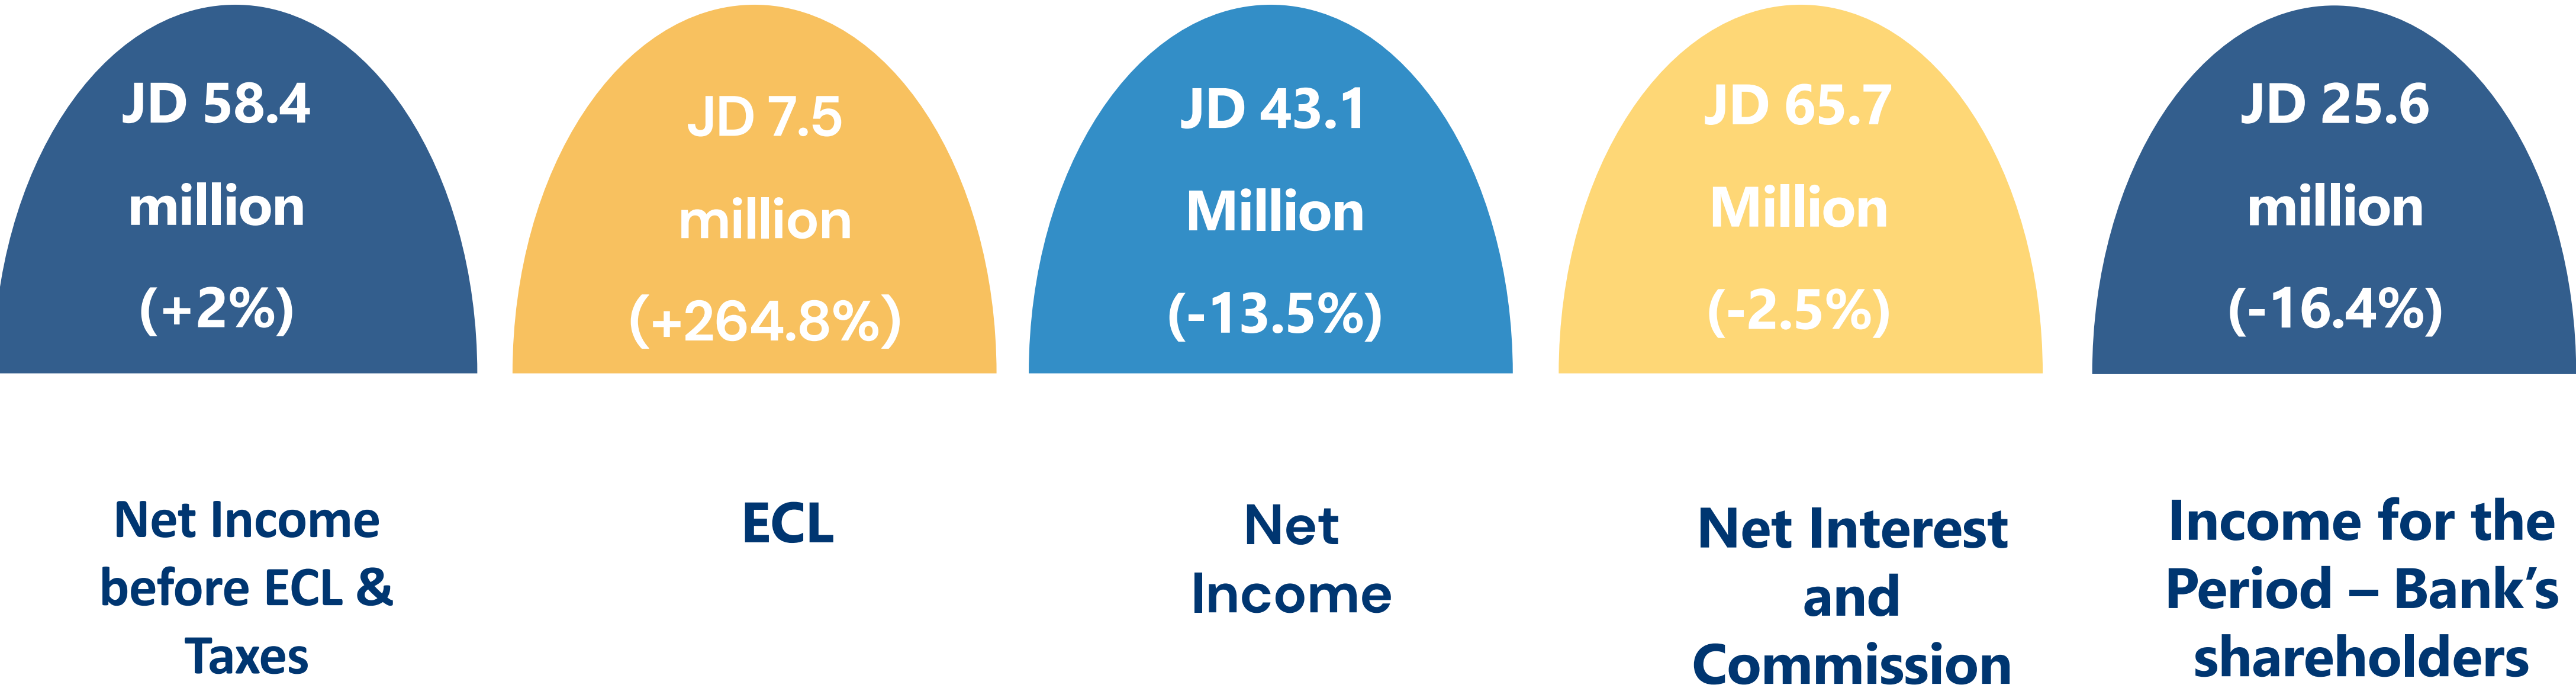 JD 58.4
million
(+2%)
JD 7.5
million
(+264.8%)
JD 43.1
Million
(-13.5%)
JD 65.7
Million
(-2.5%)
JD 25.6
million
(-16.4%)
Net Income
before ECL &
Taxes
ECL
Net
Income
Net Interest
and
Commission
Income for the
Period – Bank’s
shareholders